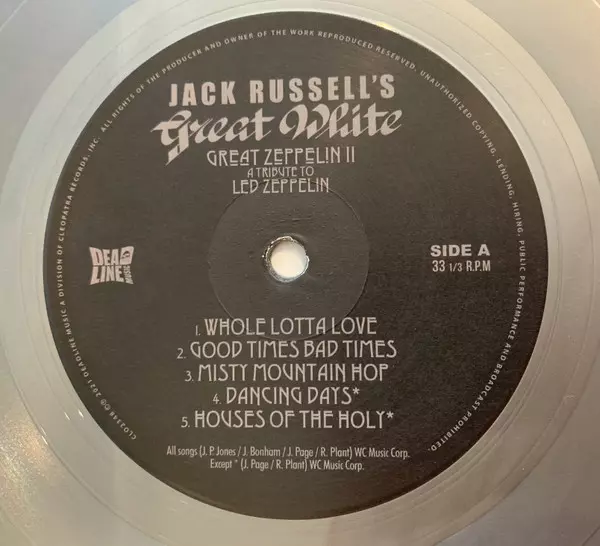 JACK RUSSELL'S
Great White
GREAT ZEPPELIN II
A TRIBUTE TO
LED ZEPPELIN
DEAD
LINE
MUSIC
SIDE A
33 1/3 R.P.M
1. WHOLE LOTTA LOVE
2. GOOD TIMES BAD TIMES
3. MISTY MOUNTAIN HOP
4. DANCING DAYS*
5. HOUSES OF THE HOLY*
All songs (J. P. Jones / J. Bonham / J. Page / R. Plant) WC Music Corp.
Except * (J. Page / R. Plant) WC Music Corp.
CLO2348 ℗© 2021 DEADLINE MUSIC A DIVISION OF CLEOPATRA RECORDS, INC. ALL RIGHTS OF THE PRODUCER AND OWNER OF THE WORK REPRODUCED RESERVED. UNAUTHORIZED COPYING, LENDING, HIRING, PUBLIC PERFORMANCE AND BROADCAST PROHIBITED.